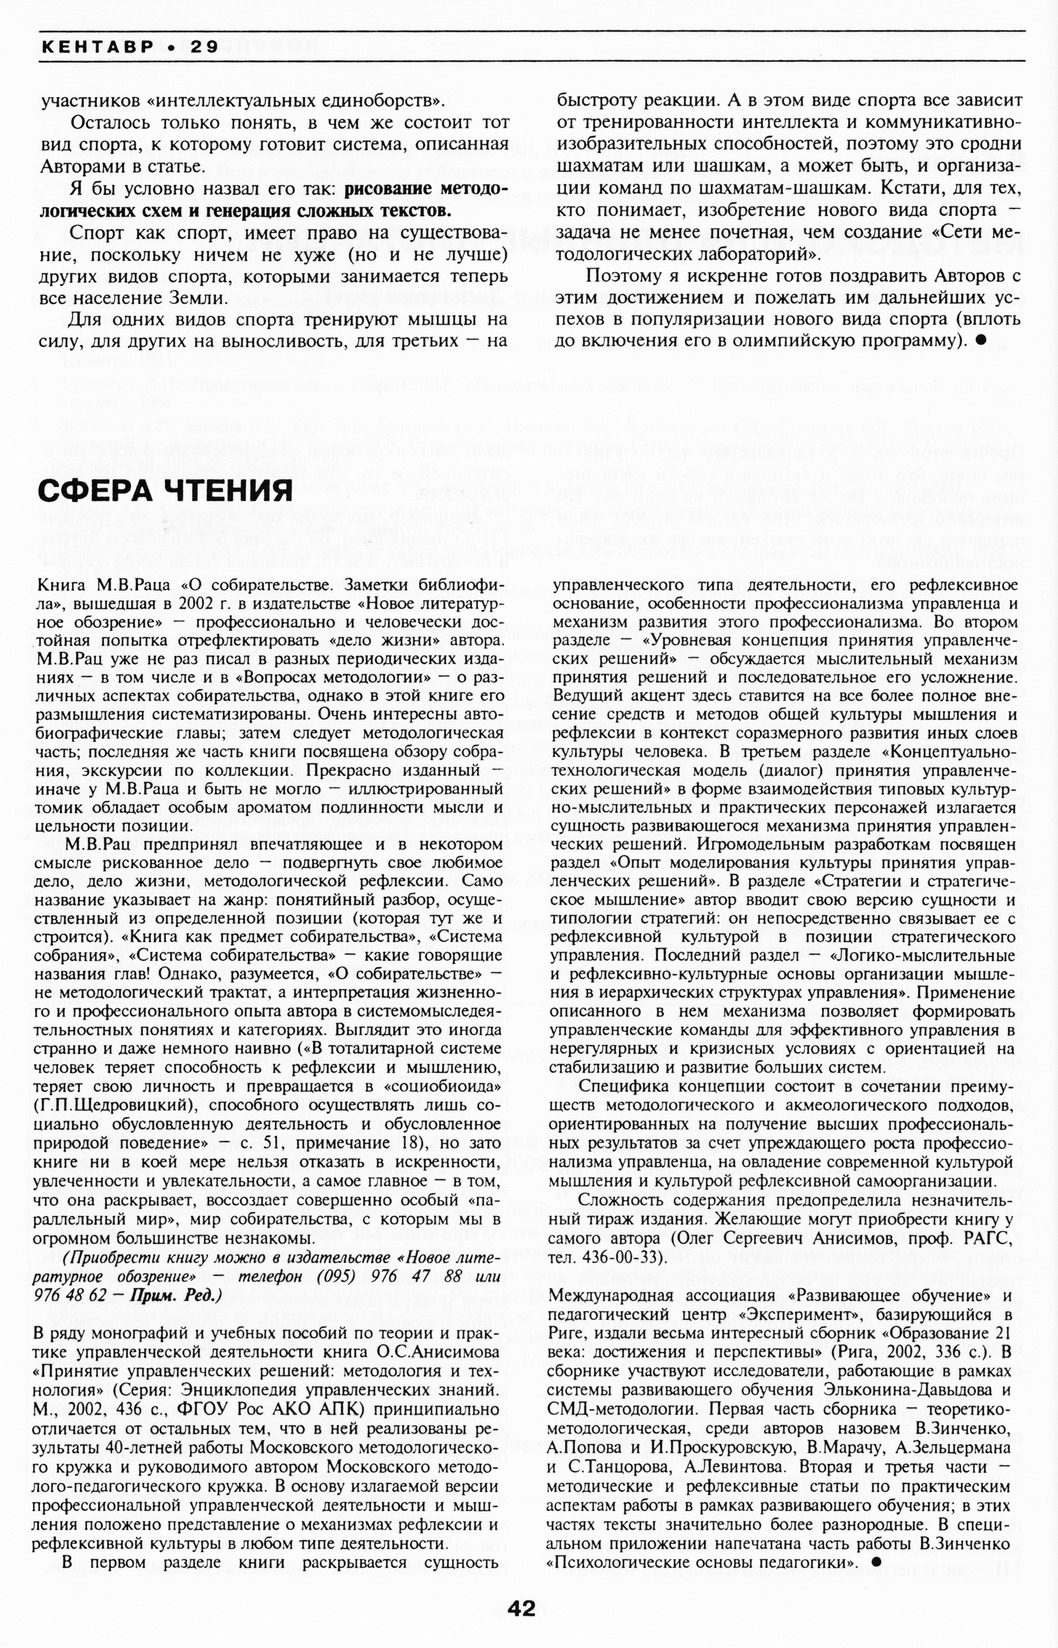 КЕНТАВР • 29
участников «интеллектуальных единоборств».
Осталось только понять, в чем же состоит тот
вид спорта, к которому готовит система, описанная
Авторами в статье.
Я бы условно назвал его так: рисование методо-
логических схем и генерация сложных текстов.
Спорт как спорт, имеет право на существова-
ние, поскольку ничем не хуже (но и не лучше)
других видов спорта, которыми занимается теперь
все население Земли.
Для одних видов спорта тренируют мышцы на
силу, для других на выносливость, для третьих — на
быстроту реакции. А в этом виде спорта все зависит
от тренированности интеллекта и коммуникативно-
изобразительных способностей, поэтому это сродни
шахматам или шашкам, а может быть, и организа-
ции команд по шахматам-шашкам. Кстати, для тех,
кто понимает, изобретение нового вида спорта —
задача не менее почетная, чем создание «Сети ме-
тодологических лабораторий».
Поэтому я искренне готов поздравить Авторов с
этим достижением и пожелать им дальнейших ус-
пехов в популяризации нового вида спорта (вплоть
до включения его в олимпийскую программу). ●
СФЕРА ЧТЕНИЯ
Книга М.В.Раца «О собирательстве. Заметки библиофи-
ла», вышедшая в 2002 г. в издательстве «Новое литератур-
ное обозрение» — профессионально и человечески дос-
тойная попытка отрефлектировать «дело жизни» автора.
М.В.Рац уже не раз писал в разных периодических изда-
ниях — в том числе и в «Вопросах методологии» — о раз-
личных аспектах собирательства, однако в этой книге его
размышления систематизированы. Очень интересны авто-
биографические главы; затем следует методологическая
часть; последняя же часть книги посвящена обзору собра-
ния, экскурсии по коллекции. Прекрасно изданный —
иначе у М.В.Раца и быть не могло — иллюстрированный
томик обладает особым ароматом подлинности мысли и
цельности позиции.
М.В.Рац предпринял впечатляющее и в некотором
смысле рискованное дело — подвергнуть свое любимое
дело, дело жизни, методологической рефлексии. Само
название указывает на жанр: понятийный разбор, осуще-
ствленный из определенной позиции (которая тут же и
строится). «Книга как предмет собирательства», «Система
собрания», «Система собирательства» — какие говорящие
названия глав! Однако, разумеется, «О собирательстве» —
не методологический трактат, а интерпретация жизненно-
го и профессионального опыта автора в системомыследея-
тельностных понятиях и категориях. Выглядит это иногда
странно и даже немного наивно («В тоталитарной системе
человек теряет способность к рефлексии и мышлению,
теряет свою личность и превращается в «социобиоида»
(Г.П.Щедровицкий), способного осуществлять лишь со-
циально обусловленную деятельность и обусловленное
природой поведение» — с. 51, примечание 18), но зато
книге ни в коей мере нельзя отказать в искренности,
увлеченности и увлекательности, а самое главное — в том,
что она раскрывает, воссоздает совершенно особый «па-
раллельный мир», мир собирательства, с которым мы в
огромном большинстве незнакомы.
(Приобрести книгу можно в издательстве «Новое лите-
ратурное обозрение» — телефон (095) 976 47 88 или
976 48 62 — Прим. Ред.)
В ряду монографий и учебных пособий по теории и прак-
тике управленческой деятельности книга О.С.Анисимова
«Принятие управленческих решений: методология и тех-
нология» (Серия: Энциклопедия управленческих знаний.
М., 2002, 436 с., ФГОУ Рос АКО АПК) принципиально
отличается от остальных тем, что в ней реализованы ре-
зультаты 40-летней работы Московского методологическо-
го кружка и руководимого автором Московского методо-
лого-педагогического кружка. В основу излагаемой версии
профессиональной управленческой деятельности и мыш-
ления положено представление о механизмах рефлексии и
рефлексивной культуры в любом типе деятельности.
В первом разделе книги раскрывается сущность
управленческого типа деятельности, его рефлексивное
основание, особенности профессионализма управленца и
механизм развития этого профессионализма. Во втором
разделе — «Уровневая концепция принятия управленче-
ских решений» — обсуждается мыслительный механизм
принятия решений и последовательное его усложнение.
Ведущий акцент здесь ставится на все более полное вне-
сение средств и методов общей культуры мышления и
рефлексии в контекст соразмерного развития иных слоев
культуры человека. В третьем разделе «Концептуально-
технологическая модель (диалог) принятия управленче-
ских решений» в форме взаимодействия типовых культур-
но-мыслительных и практических персонажей излагается
сущность развивающегося механизма принятия управлен-
ческих решений. Игромодельным разработкам посвящен
раздел «Опыт моделирования культуры принятия управ-
ленческих решений». В разделе «Стратегии и стратегиче-
ское мышление» автор вводит свою версию сущности и
типологии стратегий: он непосредственно связывает ее с
рефлексивной культурой в позиции стратегического
управления. Последний раздел — «Логико-мыслительные
и рефлексивно-культурные основы организации мышле-
ния в иерархических структурах управления». Применение
описанного в нем механизма позволяет формировать
управленческие команды для эффективного управления в
нерегулярных и кризисных условиях с ориентацией на
стабилизацию и развитие больших систем.
Специфика концепции состоит в сочетании преиму-
ществ методологического и акмеологического подходов,
ориентированных на получение высших профессиональ-
ных результатов за счет упреждающего роста профессио-
нализма управленца, на овладение современной культурой
мышления и культурой рефлексивной самоорганизации.
Сложность содержания предопределила незначитель-
ный тираж издания. Желающие могут приобрести книгу у
самого автора (Олег Сергеевич Анисимов, проф. РАГС,
тел. 436-00-33).
Международная ассоциация «Развивающее обучение» и
педагогический центр «Эксперимент», базирующийся в
Риге, издали весьма интересный сборник «Образование 21
века: достижения и перспективы» (Рига, 2002, 336 с.). В
сборнике участвуют исследователи, работающие в рамках
системы развивающего обучения Эльконина-Давыдова и
СМД-методологии. Первая часть сборника — теоретико-
методологическая, среди авторов назовем В.Зинченко,
А.Попова и И.Проскуровскую, В.Марачу, А.Зельцермана
и С.Танцорова, А.Левинтова. Вторая и третья части —
методические и рефлексивные статьи по практическим
аспектам работы в рамках развивающего обучения; в этих
частях тексты значительно более разнородные. В специ-
альном приложении напечатана часть работы В.Зинченко
«Психологические основы педагогики». ●
42